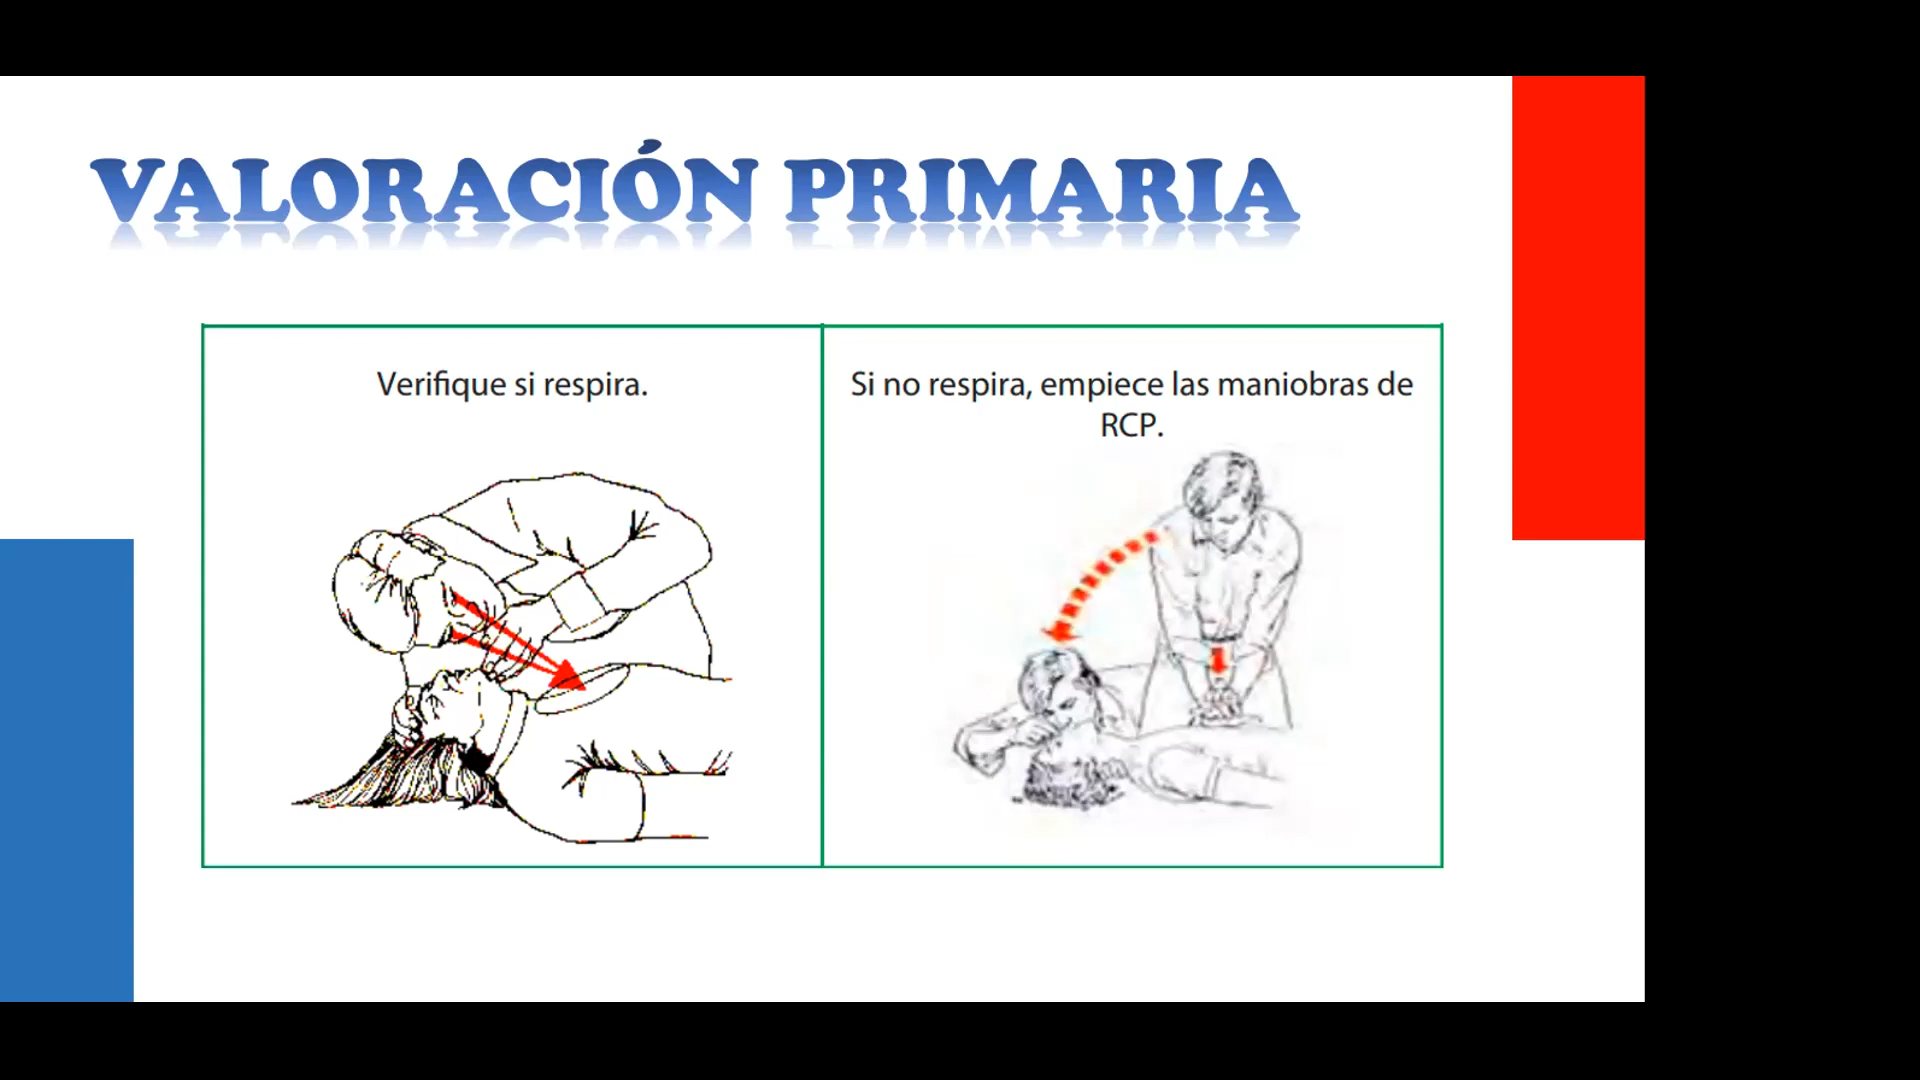 VALORACIÓN PRIMARIA
Verifique si respira.
Si no respira, empiece las maniobras de
RCP.